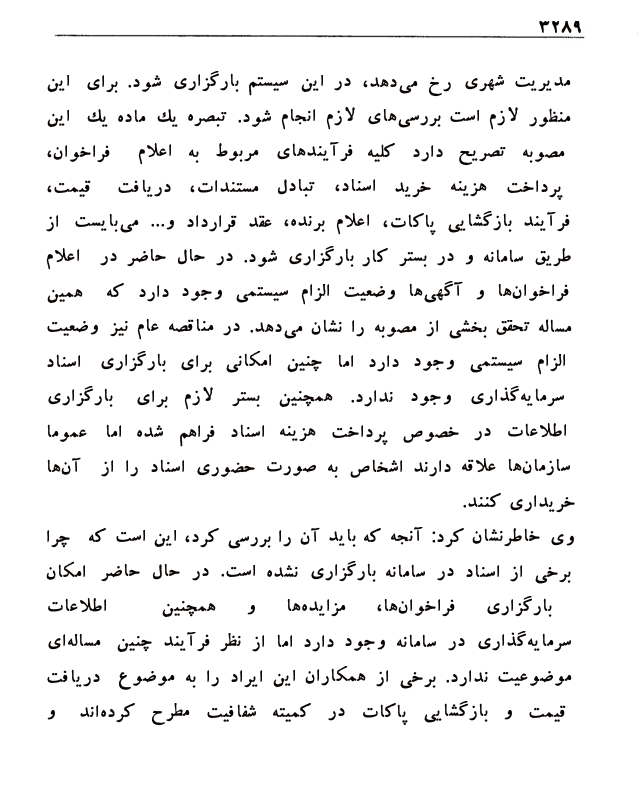 ۳۲۸۹
مدیریت شهری رخ می‌دهد، در این سیستم بارگزاری شود. برای این
منظور لازم است بررسی‌های لازم انجام شود. تبصره یك ماده یك این
مصوبه تصریح دارد کلیه فرآیندهای مربوط به اعلام فراخوان،
پرداخت هزینه خرید اسناد، تبادل مستندات، دریافت قیمت،
فرآیند بازگشایی پاکات، اعلام برنده، عقد قرارداد و... می‌بایست از
طریق سامانه و در بستر کار بارگزاری شود. در حال حاضر در اعلام
فراخوان‌ها و آگهی‌ها وضعیت الزام سیستمی وجود دارد که همین
مساله تحقق بخشی از مصوبه را نشان می‌دهد. در مناقصه عام نیز وضعیت
الزام سیستمی وجود دارد اما چنین امکانی برای بارگزاری اسناد
سرمایه‌گذاری وجود ندارد. همچنین بستر لازم برای بارگزاری
اطلاعات در خصوص پرداخت هزینه اسناد فراهم شده اما عموما
سازمان‌ها علاقه دارند اشخاص به صورت حضوری اسناد را از آن‌ها
خریداری کنند.
وی خاطرنشان کرد: آنجه که باید آن را بررسی کرد، این است که چرا
برخی از اسناد در سامانه بارگزاری نشده است. در حال حاضر امکان
بارگزاری فراخوان‌ها، مزایده‌ها و همچنین اطلاعات
سرمایه‌گذاری در سامانه وجود دارد اما از نظر فرآیند چنین مساله‌ای
موضوعیت ندارد. برخی از همکاران این ایراد را به موضوع دریافت
قیمت و بازگشایی پاکات در کمیته شفافیت مطرح کرده‌اند و